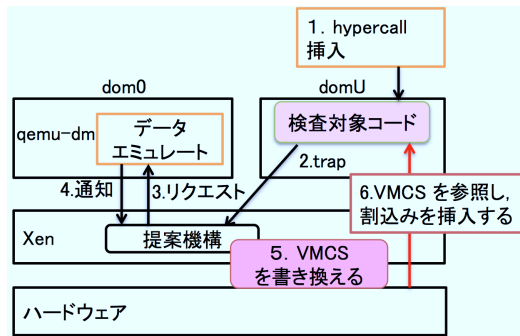 1. hypercall
挿入
dom0
domU
qemu-dm
データ
エミュレート
検査対象コード
2.trap
4.通知
3.リクエスト
6.VMCS を参照し,
割込みを挿入する
Xen
提案機構
5. VMCS
を書き換える
ハードウェア